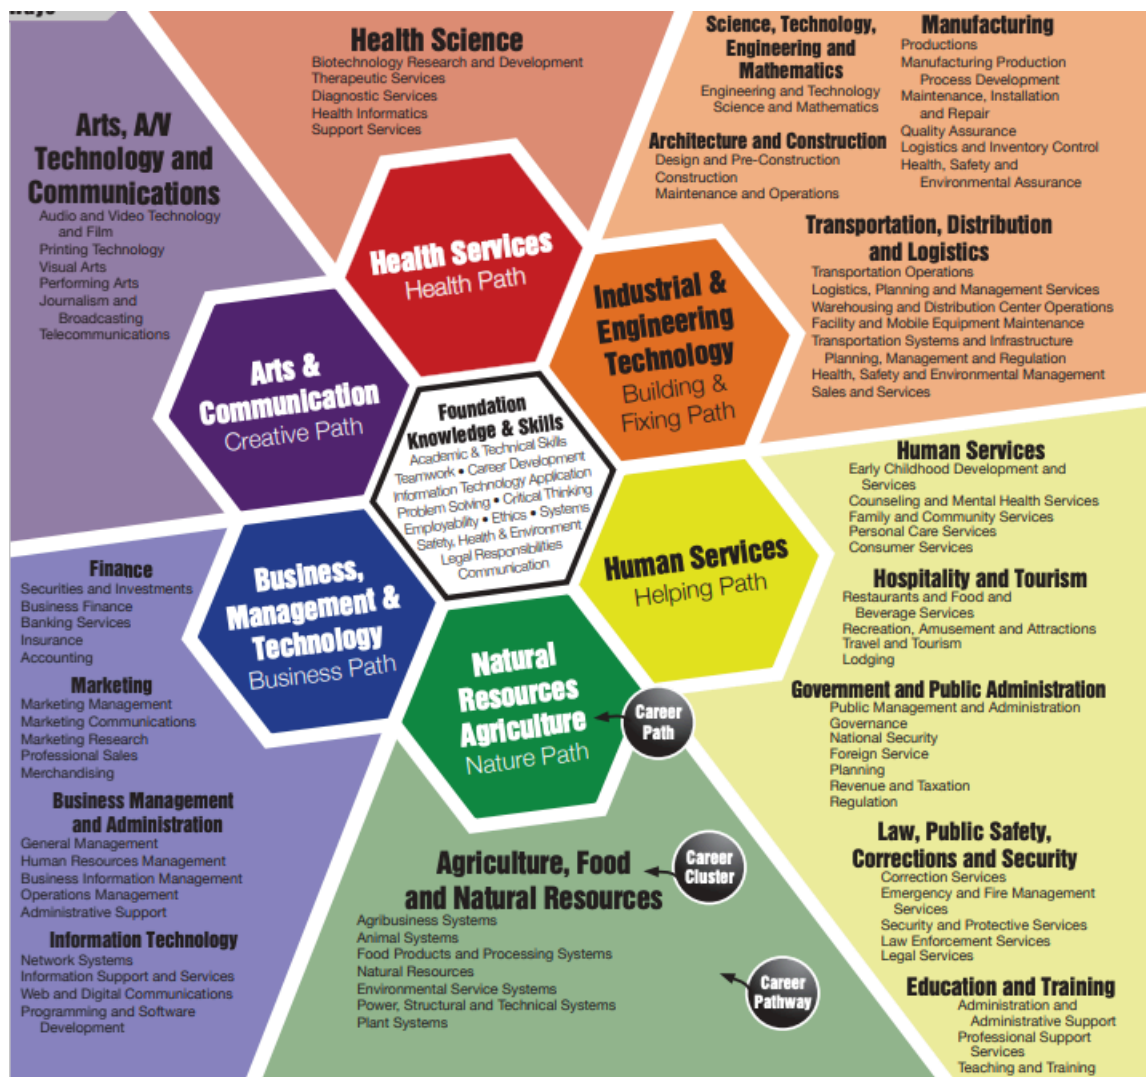 Health Science
Biotechnology Research and Development
Therapeutic Services
Diagnostic Services
Health Informatics
Support Services
Science, Technology,
Engineering and
Mathematics
Engineering and Technology
Science and Mathematics
Architecture and Construction
Design and Pre-Construction
Construction
Maintenance and Operations
Manufacturing
Productions
Manufacturing Production
Process Development
Maintenance, Installation
and Repair
Quality Assurance
Logistics and Inventory Control
Health, Safety and
Environmental Assurance
Transportation, Distribution
and Logistics
Transportation Operations
Logistics, Planning and Management Services
Warehousing and Distribution Center Operations
Facility and Mobile Equipment Maintenance
Transportation Systems and Infrastructure
Planning, Management and Regulation
Health, Safety and Environmental Management
Sales and Services
Arts, A/V
Technology and
Communications
Audio and Video Technology
and Film
Printing Technology
Visual Arts
Performing Arts
Journalism and
Broadcasting
Telecommunications
Health Services
Health Path
Industrial &
Engineering
Technology
Building &
Fixing Path
Arts &
Communication
Creative Path
Foundation
Knowledge & Skills
Academic & Technical Skills
Teamwork • Career Development
Information Technology Application
Problem Solving • Critical Thinking
Employability • Ethics • Systems
Safety, Health & Environment
Legal Responsibilities
Communication
Business,
Management &
Technology
Business Path
Human Services
Helping Path
Natural
Resources
Agriculture
Nature Path
Career
Path
Finance
Securities and Investments
Business Finance
Banking Services
Insurance
Accounting
Marketing
Marketing Management
Marketing Communications
Marketing Research
Professional Sales
Merchandising
Business Management
and Administration
General Management
Human Resources Management
Business Information Management
Operations Management
Administrative Support
Information Technology
Network Systems
Information Support and Services
Web and Digital Communications
Programming and Software
Development
Agriculture, Food
and Natural Resources
Career
Cluster
Agribusiness Systems
Animal Systems
Food Products and Processing Systems
Natural Resources
Environmental Service Systems
Power, Structural and Technical Systems
Plant Systems
Career
Pathway
Human Services
Early Childhood Development and
Services
Counseling and Mental Health Services
Family and Community Services
Personal Care Services
Consumer Services
Hospitality and Tourism
Restaurants and Food and
Beverage Services
Recreation, Amusement and Attractions
Travel and Tourism
Lodging
Government and Public Administration
Public Management and Administration
Governance
National Security
Foreign Service
Planning
Revenue and Taxation
Regulation
Law, Public Safety,
Corrections and Security
Correction Services
Emergency and Fire Management
Services
Security and Protective Services
Law Enforcement Services
Legal Services
Education and Training
Administration and
Administrative Support
Professional Support
Services
Teaching and Training